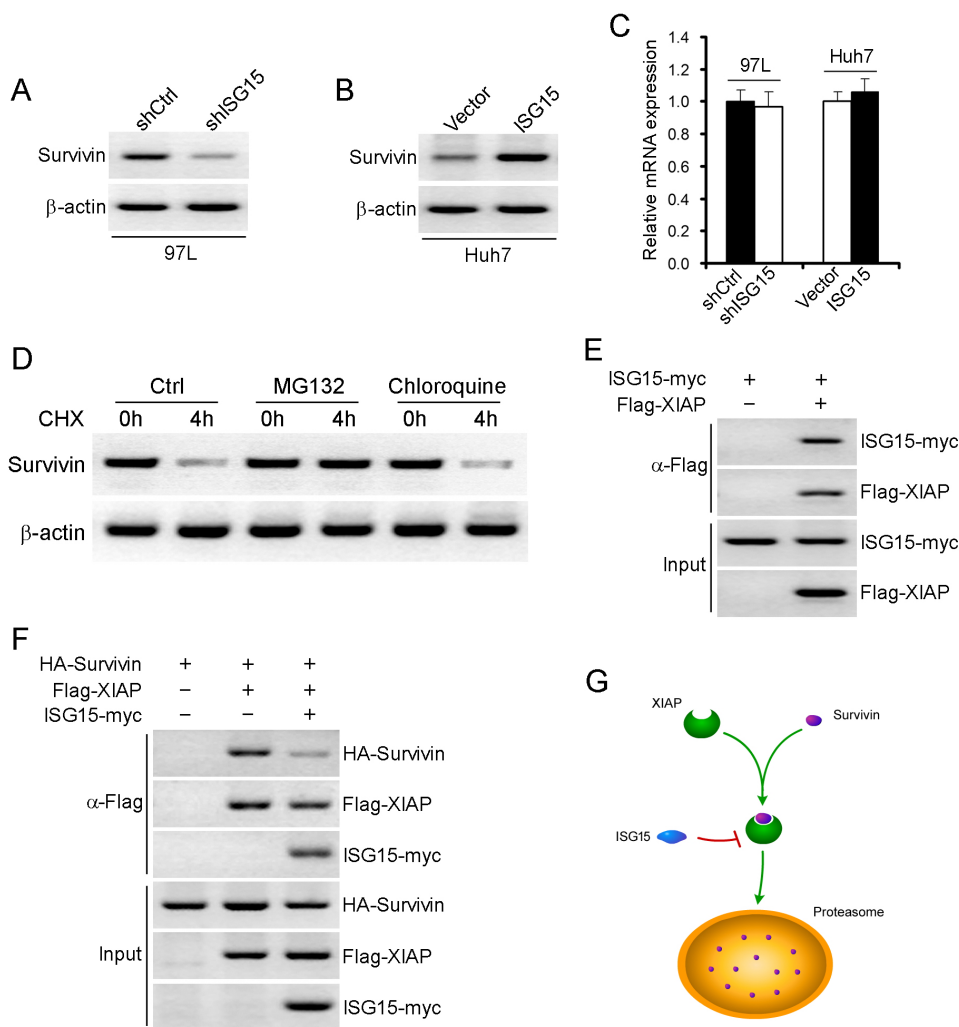 A
shCtrl shISG15
Survivin
β-actin
97L
B
Vector ISG15
Survivin
β-actin
Huh7
C
Relative mRNA expression
1.4
1.2
1.0
0.8
0.6
0.4
0.2
0.0
97L
Huh7
shCtrl
shISG15
Vector
ISG15
D
Ctrl MG132 Chloroquine
CHX 0h 4h 0h 4h 0h 4h
Survivin
β-actin
E
ISG15-myc + +
Flag-XIAP − +
α-Flag
ISG15-myc
Flag-XIAP
Input
ISG15-myc
Flag-XIAP
F
HA-Survivin + + +
Flag-XIAP − + +
ISG15-myc − − +
α-Flag
HA-Survivin
Flag-XIAP
ISG15-myc
Input
HA-Survivin
Flag-XIAP
ISG15-myc
G
XIAP
Survivin
ISG15
Proteasome